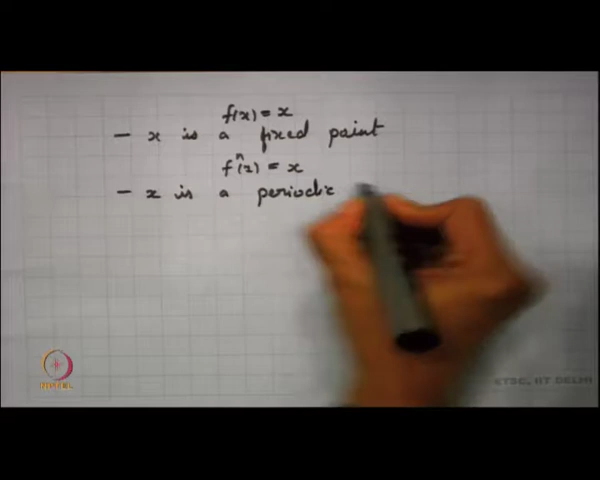 f(x) = x
- x is a fixed point
fⁿ(x) = x
- x is a periodic
NPTEL
ETSC, IIT DELHI